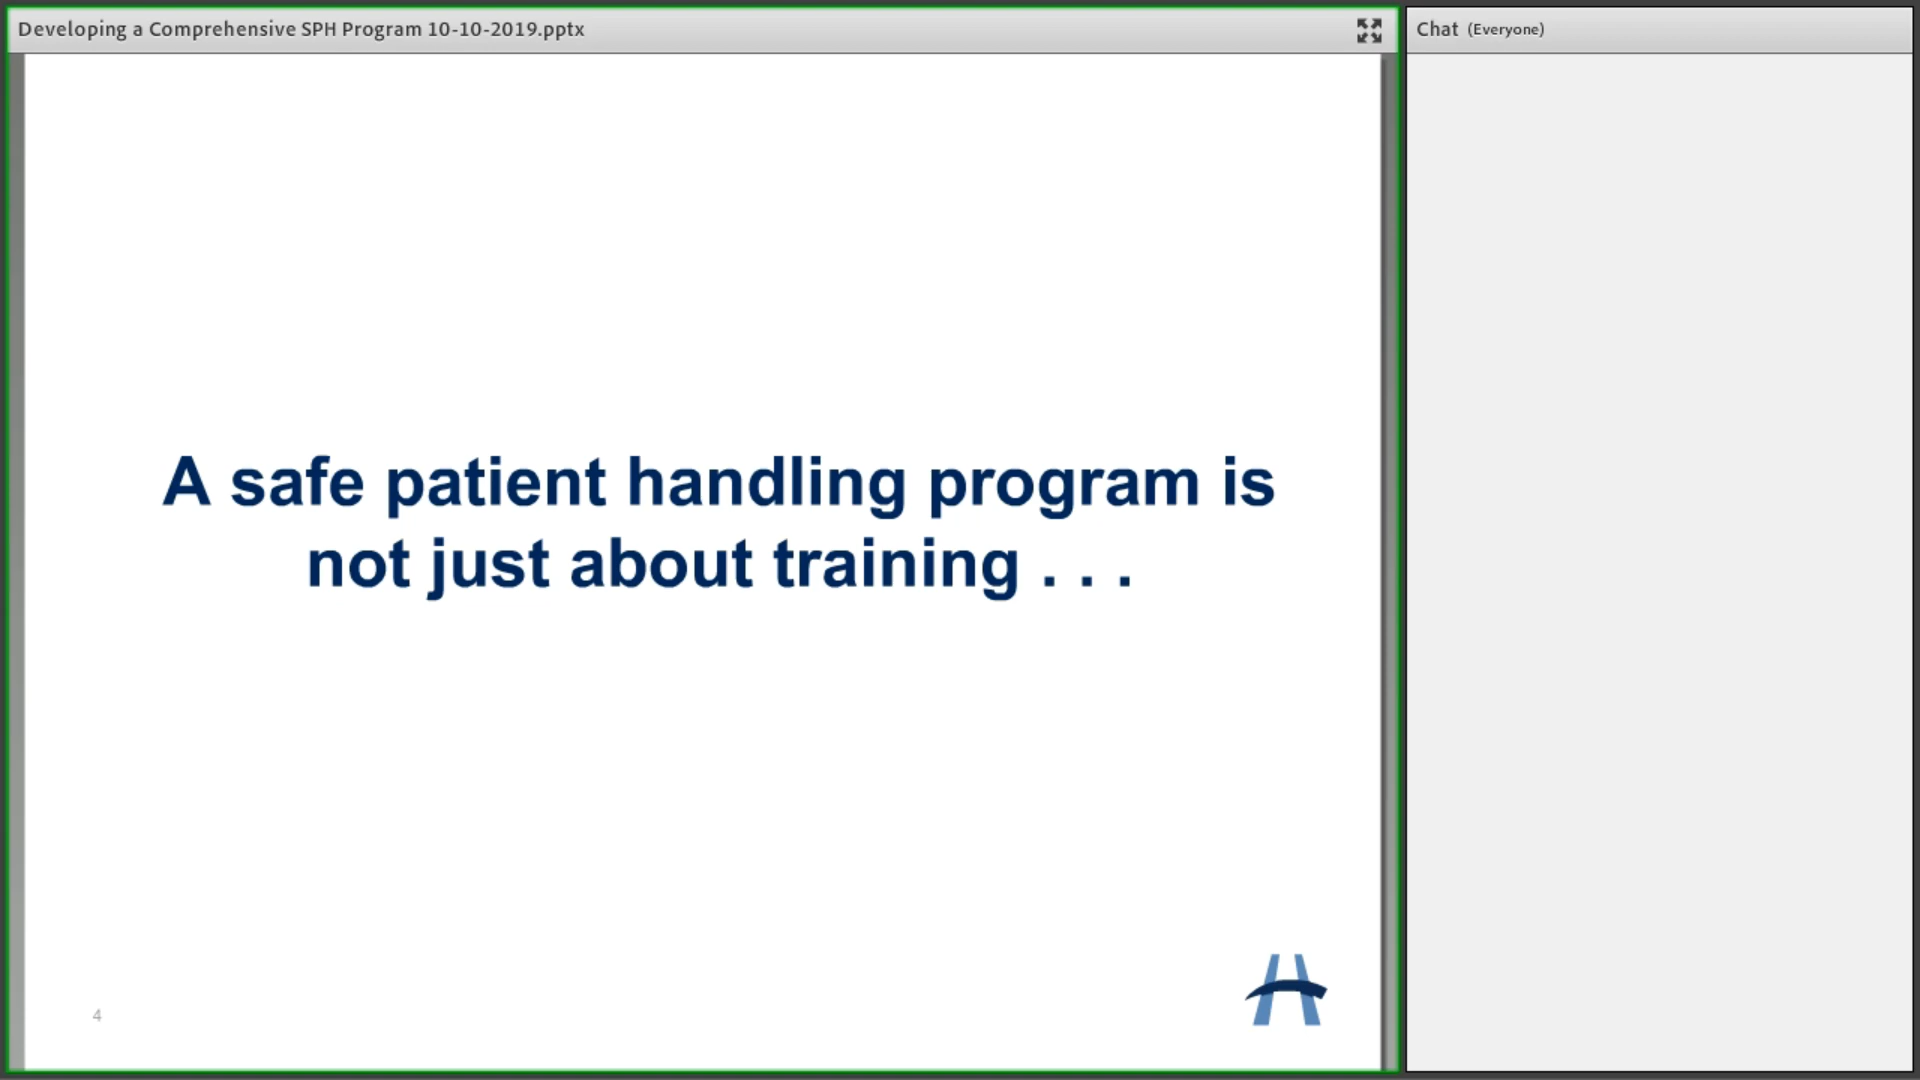 Developing a Comprehensive SPH Program 10-10-2019.pptx
Chat (Everyone)
A safe patient handling program is
not just about training . . .
4